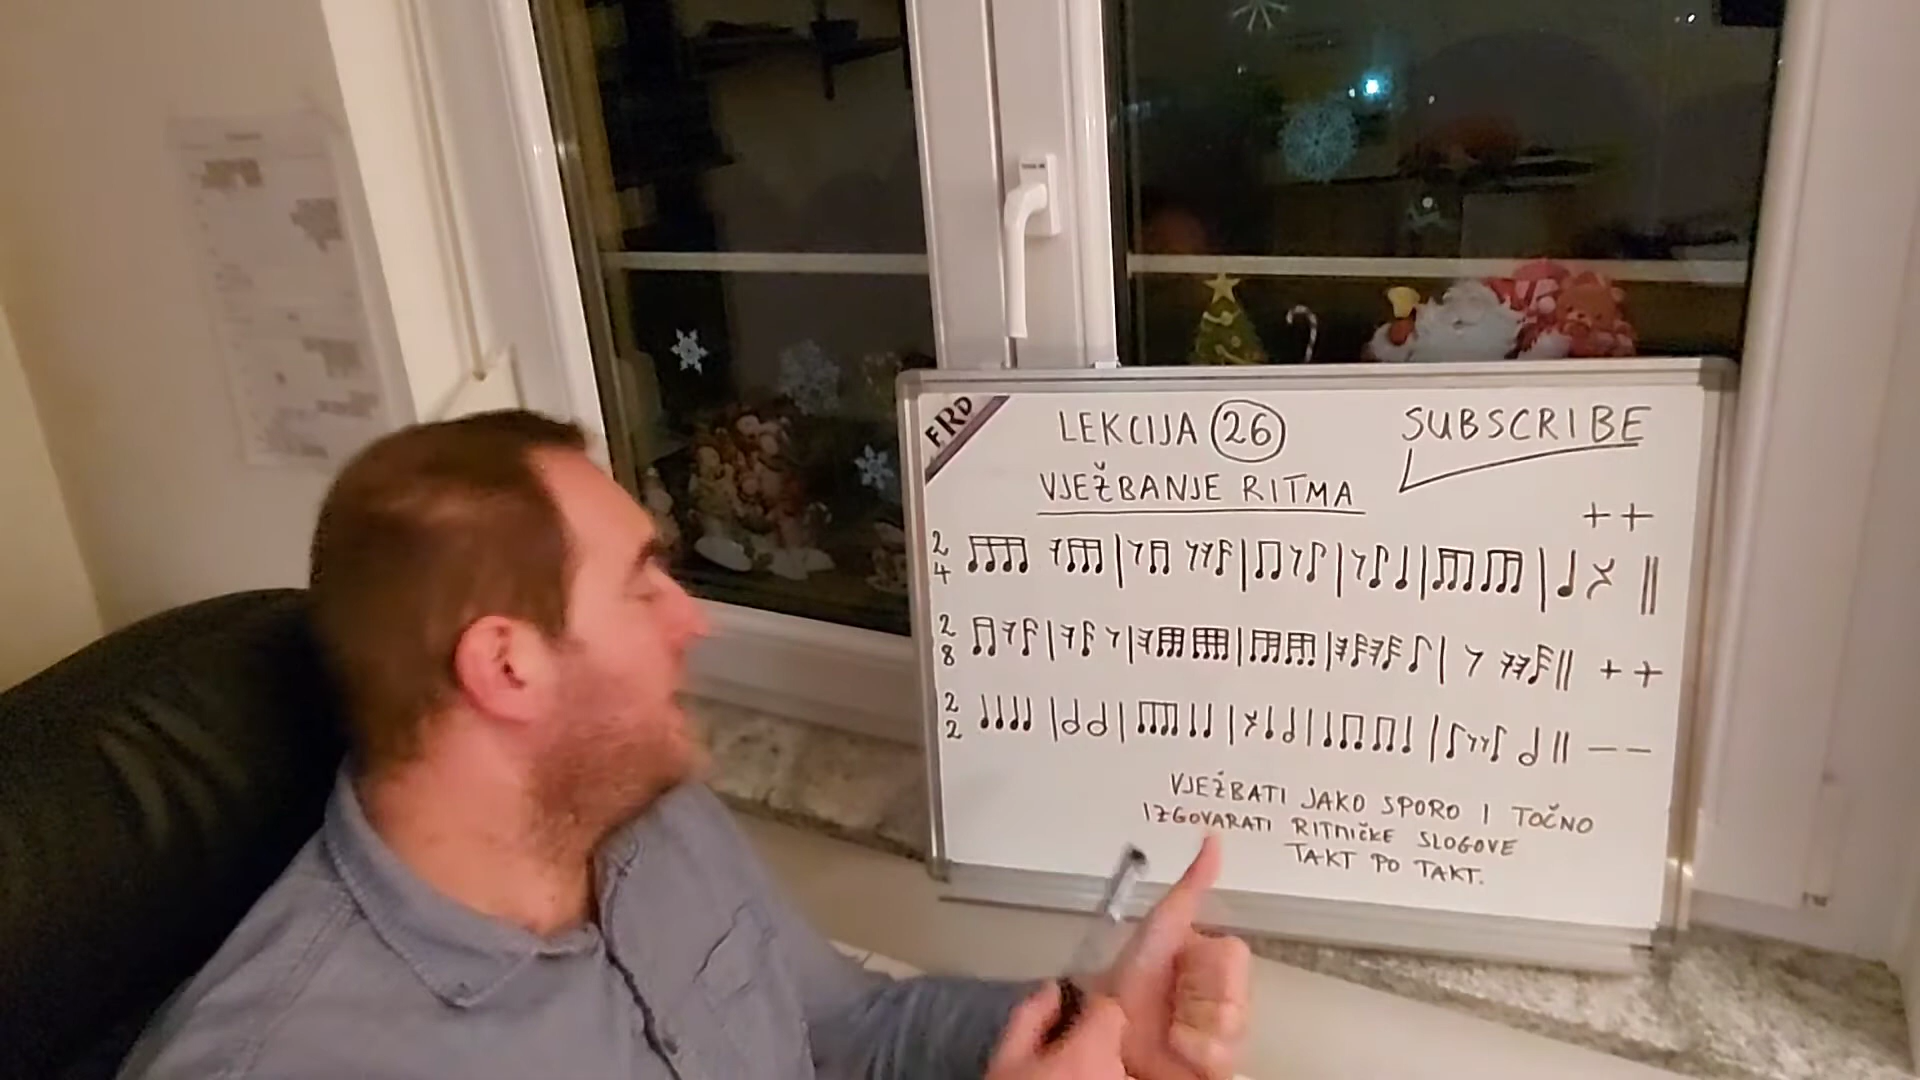 FRD
LEKCIJA 26
SUBSCRIBE
VJEŽBANJE RITMA
++
2
4
2
8
++
2
2
——
VJEŽBATI JAKO SPORO I TOČNO
IZGOVARATI RITMIČKE SLOGOVE
TAKT PO TAKT.